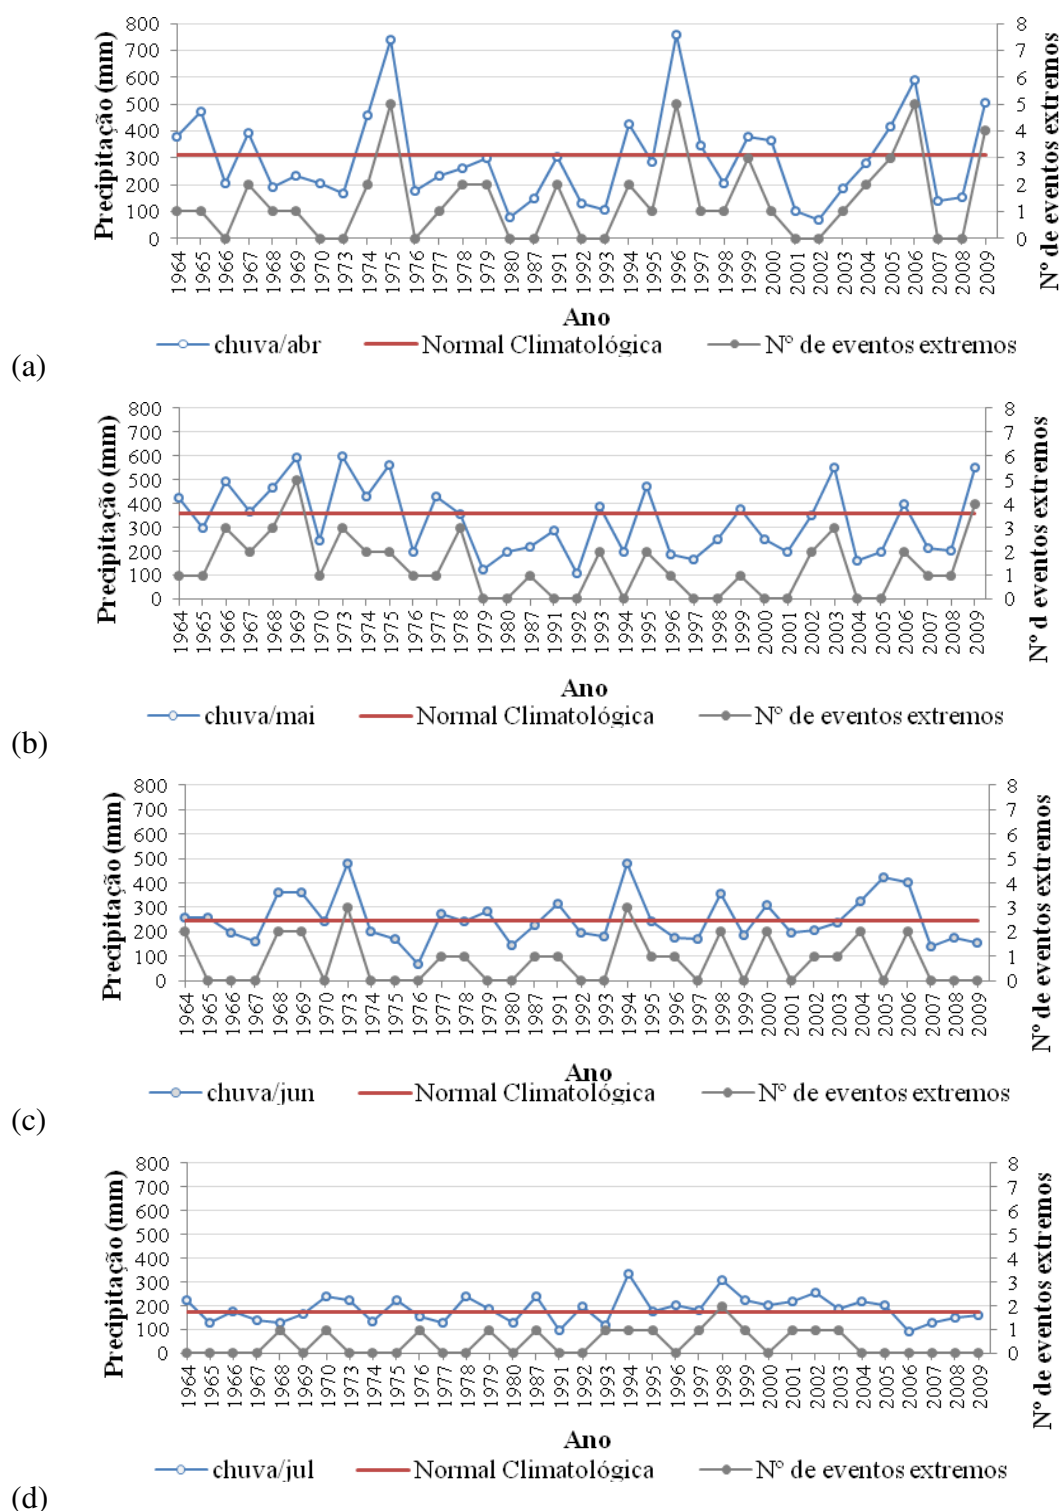 Precipitação (mm)
800 700 600 500 400 300 200 100 0
8 7 6 5 4 3 2 1 0
Nº de eventos extremos
1964 1965 1966 1967 1968 1969 1970 1973 1974 1975 1976 1977 1978 1979 1980 1987 1991 1992 1993 1994 1995 1996 1997 1998 1999 2000 2001 2002 2003 2004 2005 2006 2007 2008 2009
Ano
chuva/abr Normal Climatológica Nº de eventos extremos
(a)
Precipitação (mm)
800 700 600 500 400 300 200 100 0
8 7 6 5 4 3 2 1 0
Nº d eventos extremos
1964 1965 1966 1967 1968 1969 1970 1973 1974 1975 1976 1977 1978 1979 1980 1987 1991 1992 1993 1994 1995 1996 1997 1998 1999 2000 2001 2002 2003 2004 2005 2006 2007 2008 2009
Ano
chuva/mai Normal Climatológica Nº de eventos extremos
(b)
Precipitação (mm)
800 700 600 500 400 300 200 100 0
8 7 6 5 4 3 2 1 0
Nº de eventos extremos
1964 1965 1966 1967 1968 1969 1970 1973 1974 1975 1976 1977 1978 1979 1980 1987 1991 1992 1993 1994 1995 1996 1997 1998 1999 2000 2001 2002 2003 2004 2005 2006 2007 2008 2009
Ano
chuva/jun Normal Climatológica Nº de eventos extremos
(c)
Precipitação (mm)
800 700 600 500 400 300 200 100 0
8 7 6 5 4 3 2 1 0
Nº de eventos extremos
1964 1965 1966 1967 1968 1969 1970 1973 1974 1975 1976 1977 1978 1979 1980 1987 1991 1992 1993 1994 1995 1996 1997 1998 1999 2000 2001 2002 2003 2004 2005 2006 2007 2008 2009
Ano
chuva/jul Normal Climatológica Nº de eventos extremos
(d)